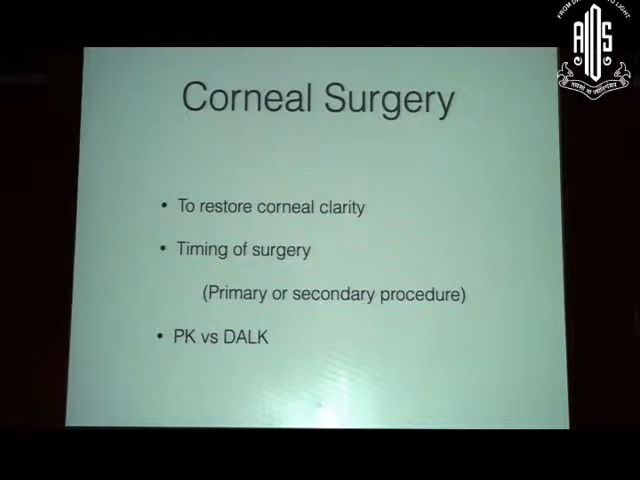 AIOS
Corneal Surgery
• To restore corneal clarity
• Timing of surgery
(Primary or secondary procedure)
• PK vs DALK